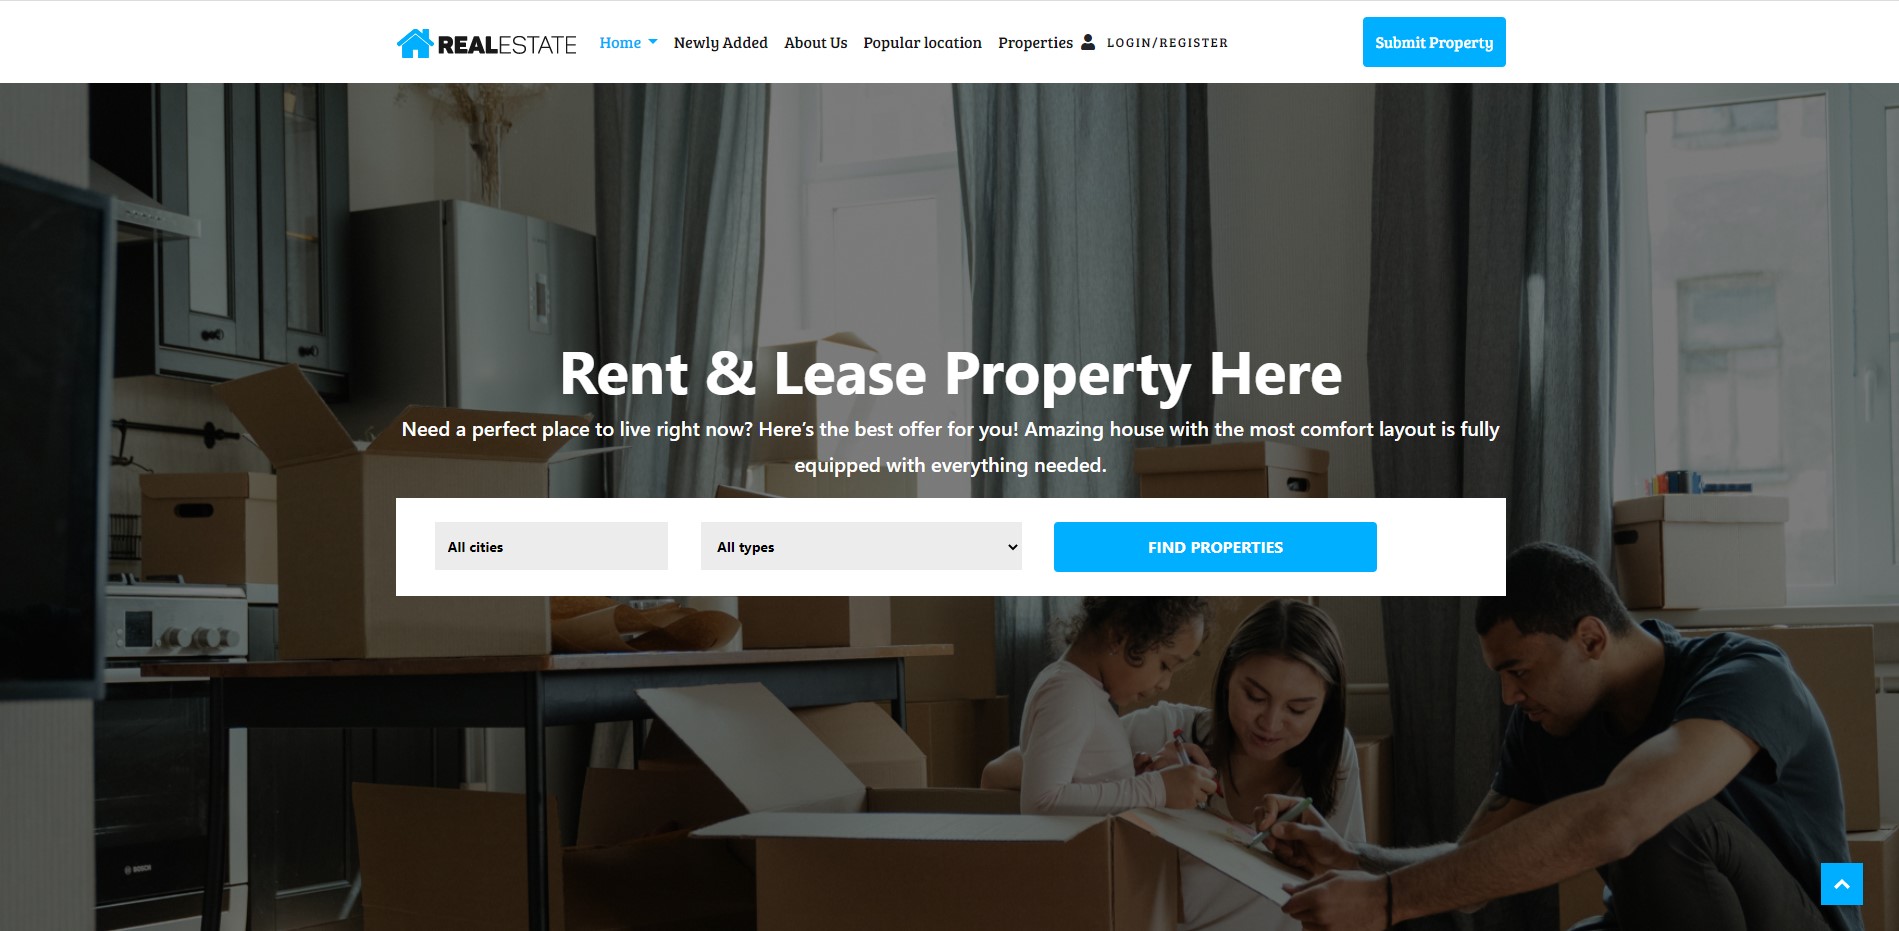 REALESTATE
Home
Newly Added
About Us
Popular location
Properties
LOGIN/REGISTER
Submit Property
Rent & Lease Property Here
Need a perfect place to live right now? Here’s the best offer for you! Amazing house with the most comfort layout is fully
equipped with everything needed.
All cities
All types
FIND PROPERTIES
BOSCH